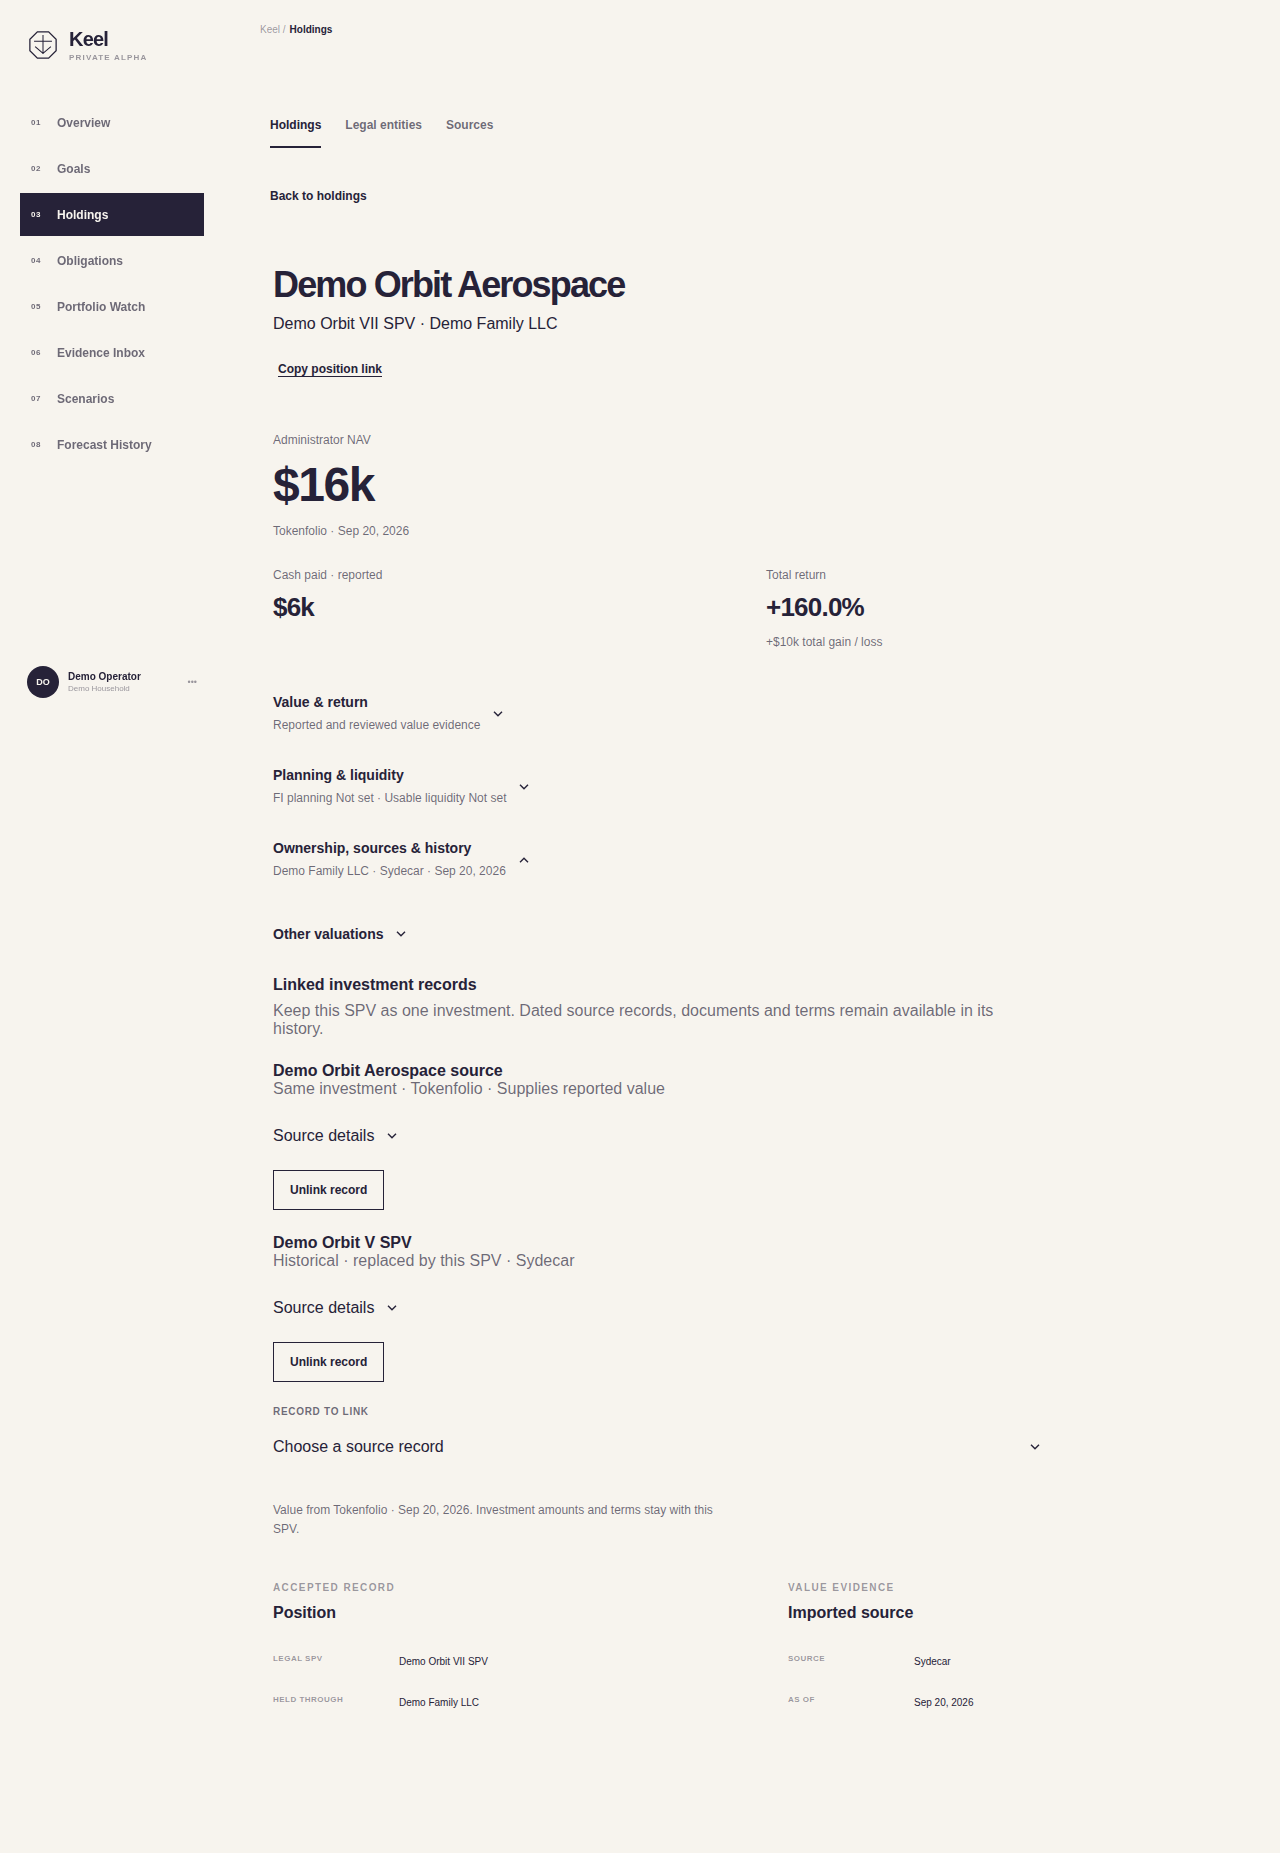 Keel
PRIVATE ALPHA
01 Overview
02 Goals
03 Holdings
04 Obligations
05 Portfolio Watch
06 Evidence Inbox
07 Scenarios
08 Forecast History
DO
Demo Operator
Demo Household
•••
Keel / Holdings
Holdings Legal entities Sources
Back to holdings
Demo Orbit Aerospace
Demo Orbit VII SPV · Demo Family LLC
Copy position link
Administrator NAV
$16k
Tokenfolio · Sep 20, 2026
Cash paid · reported
$6k
Total return
+160.0%
+$10k total gain / loss
Value & return
Reported and reviewed value evidence
Planning & liquidity
FI planning Not set · Usable liquidity Not set
Ownership, sources & history
Demo Family LLC · Sydecar · Sep 20, 2026
Other valuations
Linked investment records
Keep this SPV as one investment. Dated source records, documents and terms remain available in its
history.
Demo Orbit Aerospace source
Same investment · Tokenfolio · Supplies reported value
Source details
Unlink record
Demo Orbit V SPV
Historical · replaced by this SPV · Sydecar
Source details
Unlink record
RECORD TO LINK
Choose a source record
Value from Tokenfolio · Sep 20, 2026. Investment amounts and terms stay with this
SPV.
ACCEPTED RECORD
Position
LEGAL SPV Demo Orbit VII SPV
HELD THROUGH Demo Family LLC
VALUE EVIDENCE
Imported source
SOURCE Sydecar
AS OF Sep 20, 2026